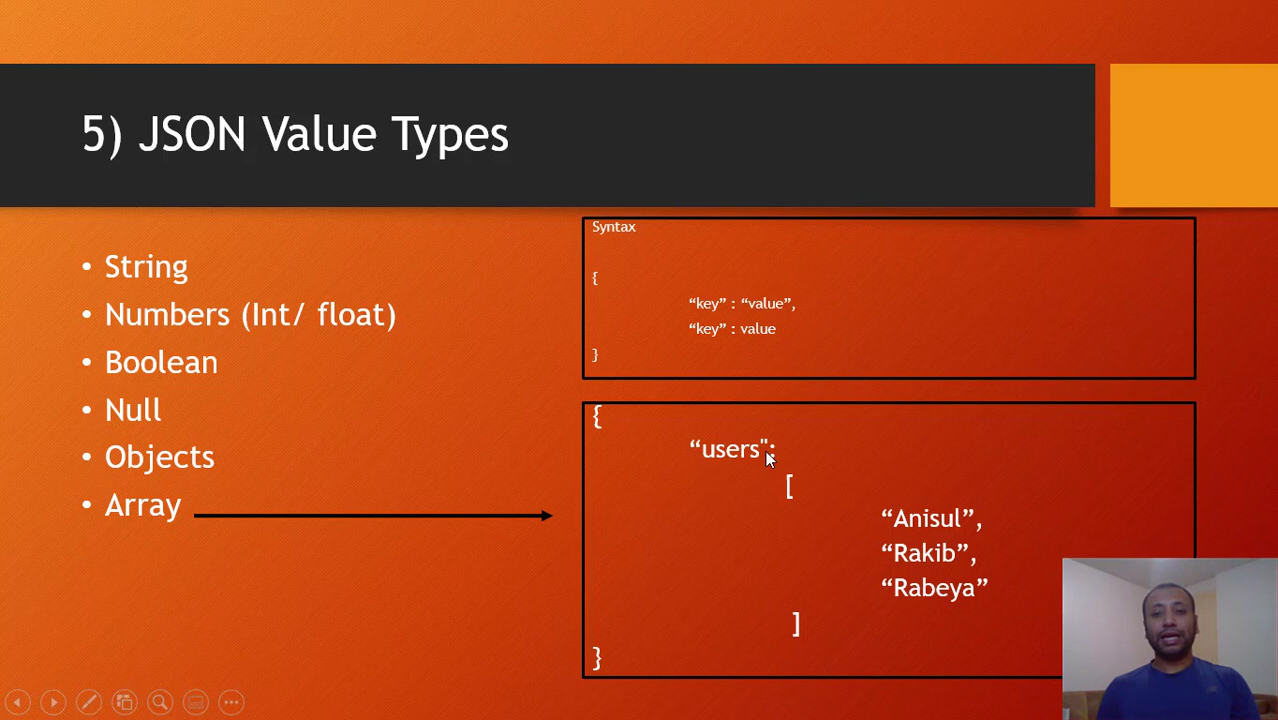 5) JSON Value Types
• String
• Numbers (Int/ float)
• Boolean
• Null
• Objects
• Array
Syntax
{
“key” : “value”,
“key” : value
}
{
“users":
[
“Anisul”,
“Rakib”,
“Rabeya”
]
}